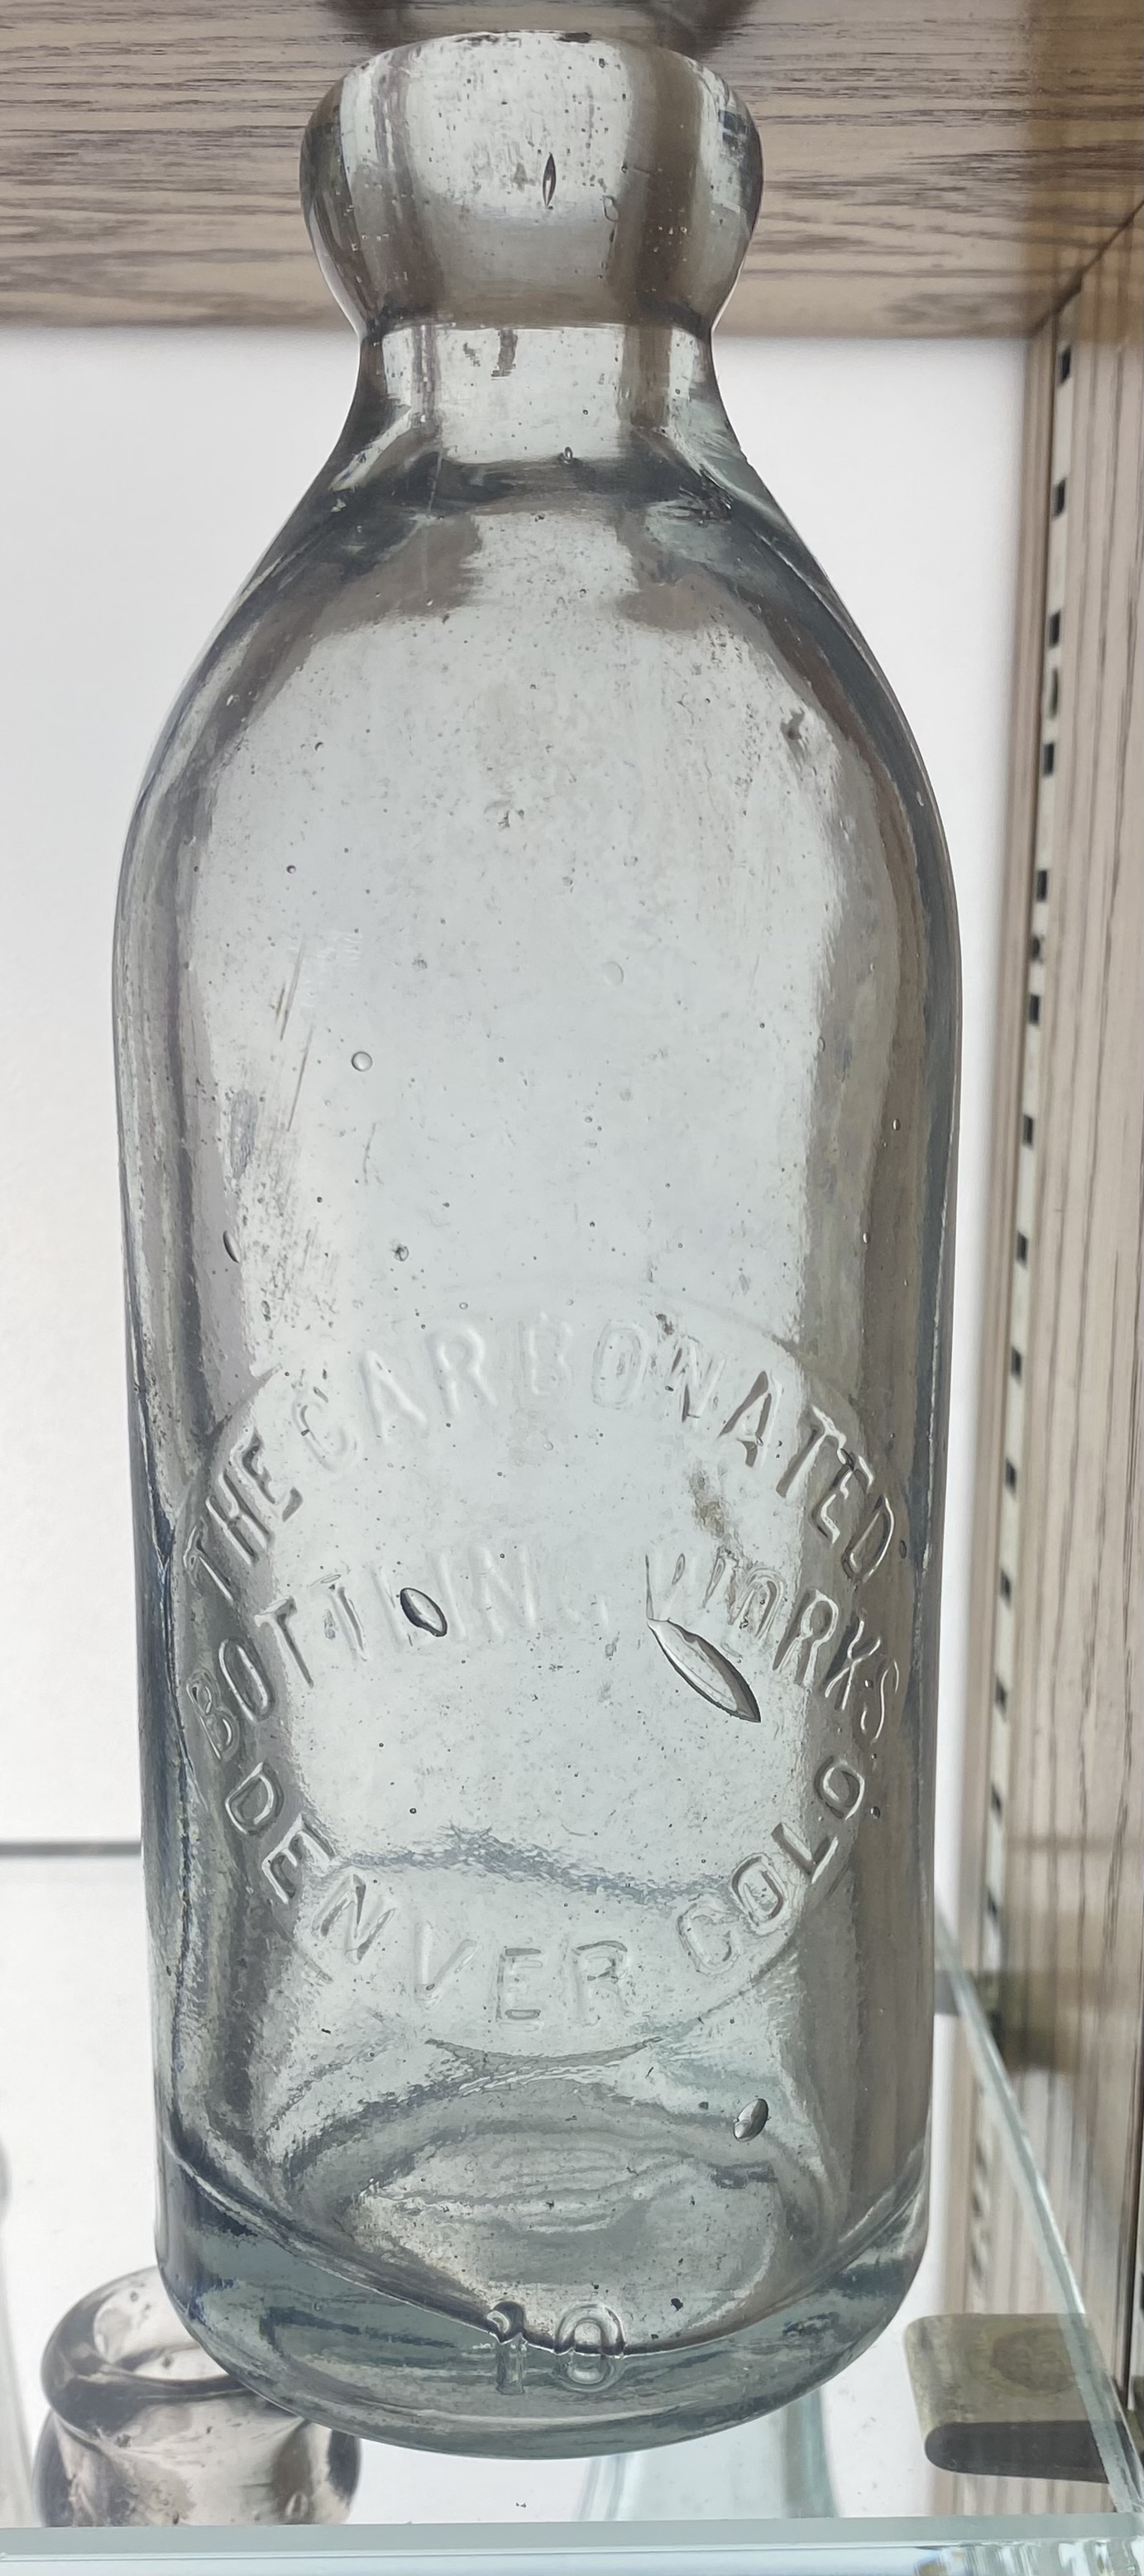 THE CARBONATED
BOTTLING WORKS
DENVER COLO.
10